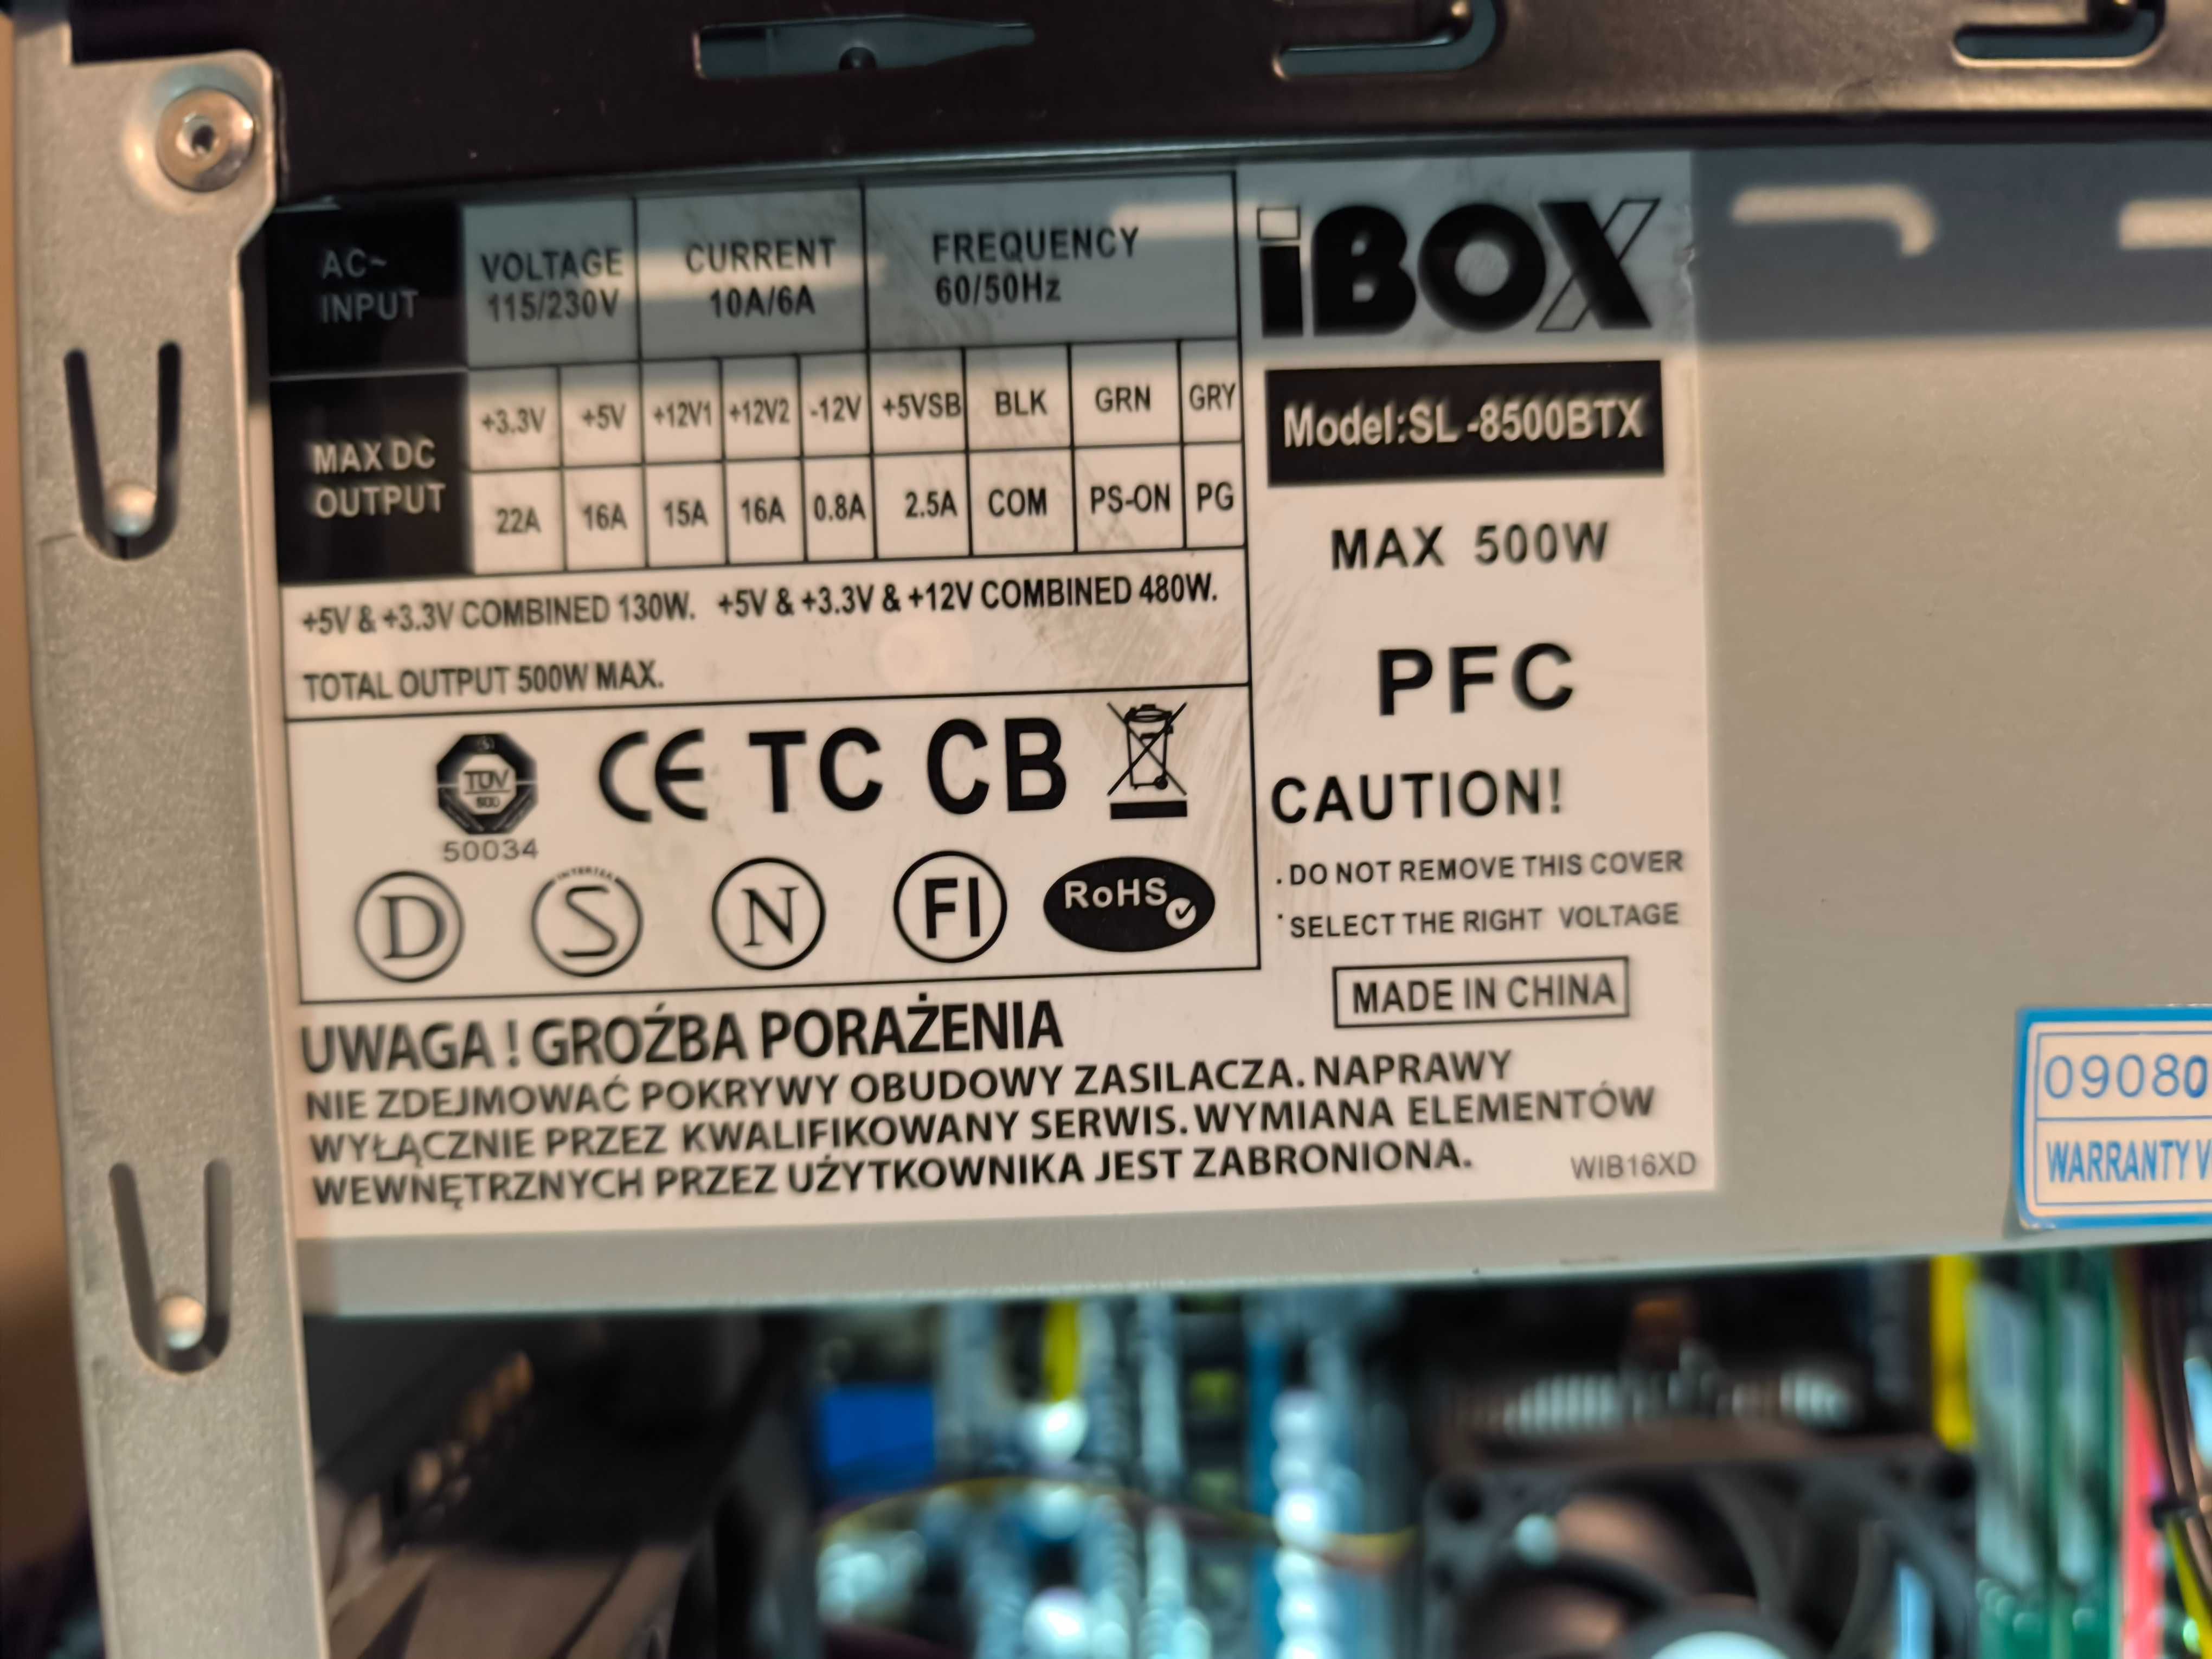 AC~ INPUT
VOLTAGE 115/230V
CURRENT 10A/6A
FREQUENCY 60/50Hz
MAX DC OUTPUT
+3.3V +5V +12V1 +12V2 -12V +5VSB BLK GRN GRY
22A 16A 15A 16A 0.8A 2.5A COM PS-ON PG
+5V & +3.3V COMBINED 130W. +5V & +3.3V & +12V COMBINED 480W.
TOTAL OUTPUT 500W MAX.
TÜV
50034
CE TC CB
D S N FI RoHS
iBOX
Model:SL-8500BTX
MAX 500W
PFC
CAUTION!
. DO NOT REMOVE THIS COVER
· SELECT THE RIGHT VOLTAGE
MADE IN CHINA
UWAGA ! GROŹBA PORAŻENIA
NIE ZDEJMOWAĆ POKRYWY OBUDOWY ZASILACZA. NAPRAWY
WYŁĄCZNIE PRZEZ KWALIFIKOWANY SERWIS. WYMIANA ELEMENTÓW
WEWNĘTRZNYCH PRZEZ UŻYTKOWNIKA JEST ZABRONIONA.
WIB16XD
09080
WARRANTY V